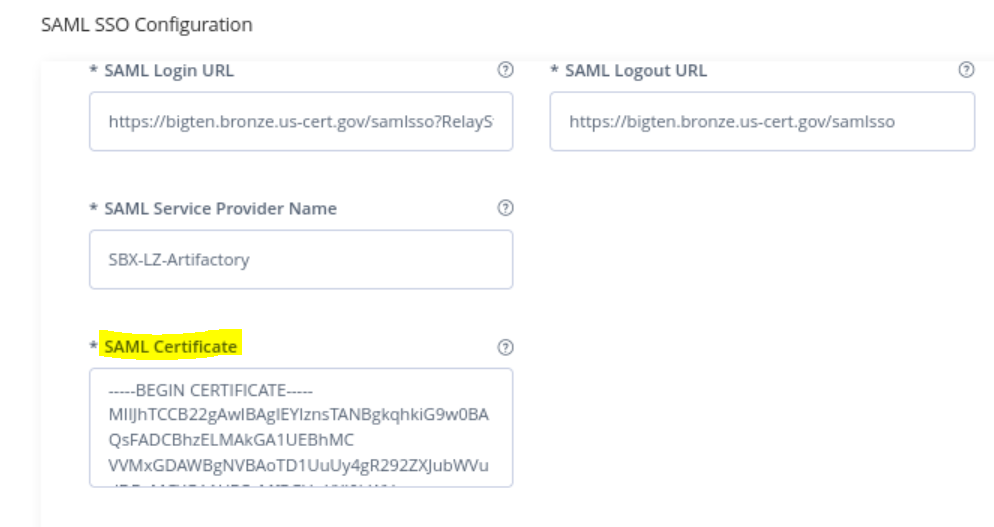 SAML SSO Configuration
* SAML Login URL
* SAML Logout URL
https://bigten.bronze.us-cert.gov/samlsso?RelayS
https://bigten.bronze.us-cert.gov/samlsso
* SAML Service Provider Name
SBX-LZ-Artifactory
* SAML Certificate
-----BEGIN CERTIFICATE-----
MIIJhTCCB22gAwIBAgIEYIznsTANBgkqhkiG9w0BA
QsFADCBhzELMAkGA1UEBhMC
VVMxGDAWBgNVBAoTD1UuUy4gR292ZXJubWVu